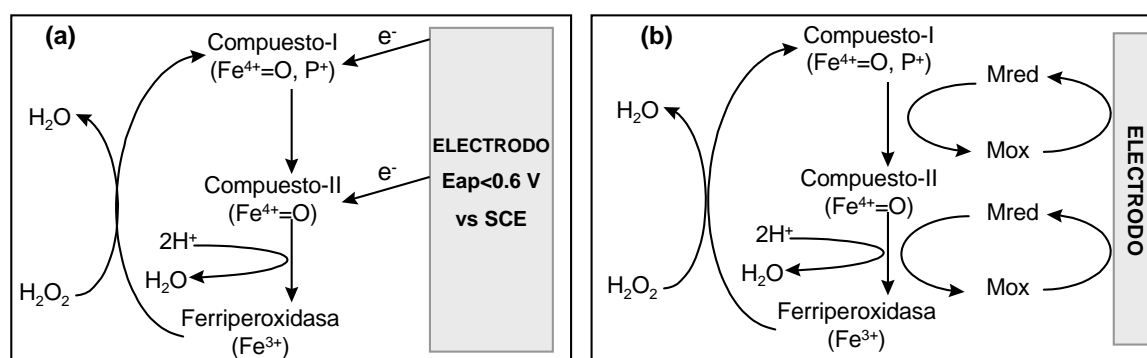 (a)
Compuesto-I
(Fe⁴⁺=O, P⁺)
e⁻
H₂O
ELECTRODO
Eap<0.6 V
vs SCE
e⁻
Compuesto-II
(Fe⁴⁺=O)
2H⁺
H₂O
H₂O₂
Ferriperoxidasa
(Fe³⁺)
(b)
Compuesto-I
(Fe⁴⁺=O, P⁺)
Mred
H₂O
Mox
Compuesto-II
(Fe⁴⁺=O)
Mred
2H⁺
H₂O
Mox
H₂O₂
Ferriperoxidasa
(Fe³⁺)
ELECTRODO